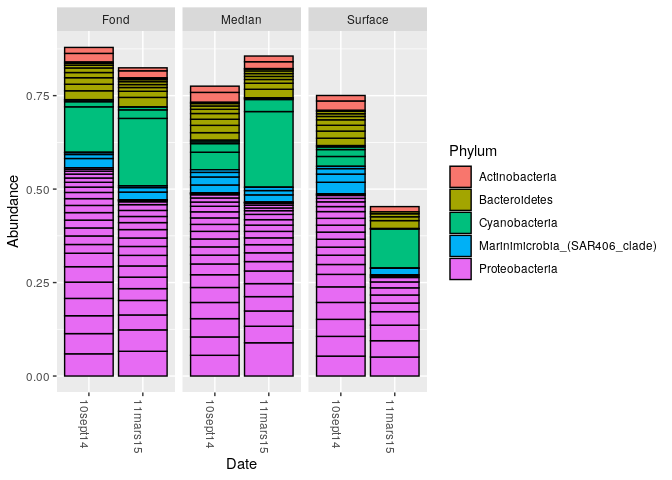 Fond Median Surface
Abundance
0.75
0.50
0.25
0.00
10sept14 11mars15 10sept14 11mars15 10sept14 11mars15
Date
Phylum
Actinobacteria
Bacteroidetes
Cyanobacteria
Marinimicrobia_(SAR406_clade)
Proteobacteria